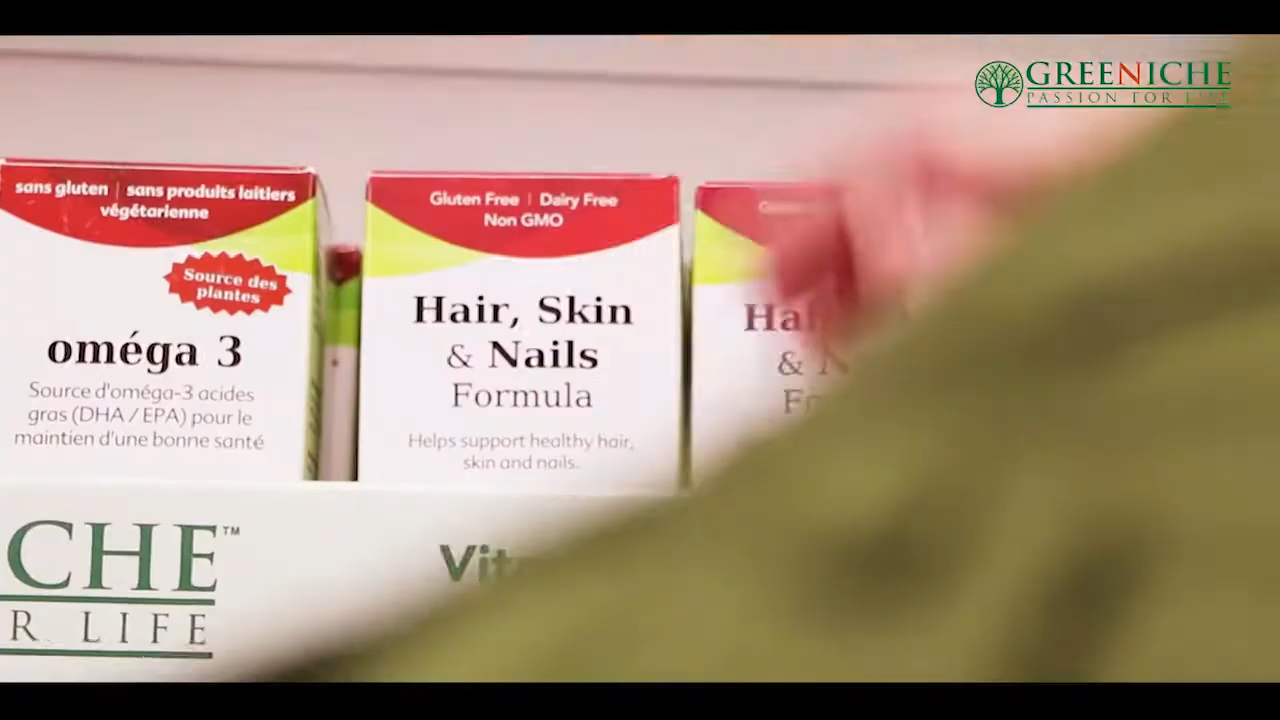 GREENICHE
PASSION FOR LIFE
sans gluten | sans produits laitiers
végétarienne
Source des
plantes
oméga 3
Source d'oméga-3 acides
gras (DHA / EPA) pour le
maintien d'une bonne santé
Gluten Free | Dairy Free
Non GMO
Hair, Skin
& Nails
Formula
Helps support healthy hair,
skin and nails.
&
CHE™
R LIFE